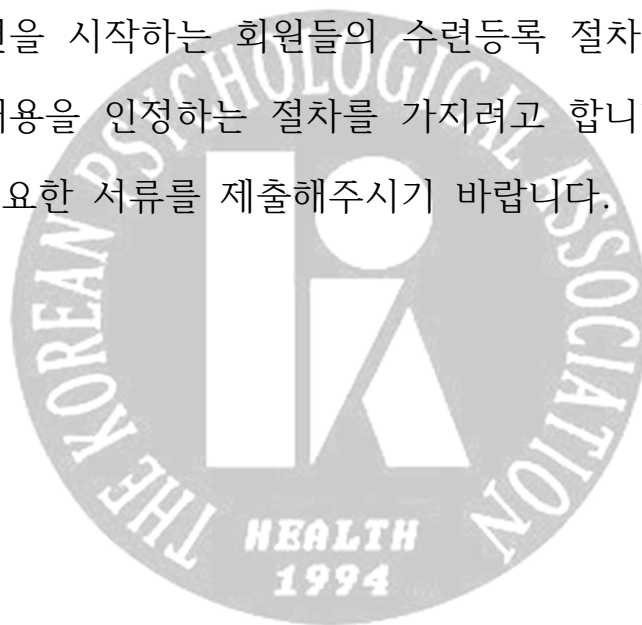 련을 시작하는 회원들의 수련등록 절차
내용을 인정하는 절차를 가지려고 합니
요한 서류를 제출해주시기 바랍니다.
THE KOREAN PSYCHOLOGICAL ASSOCIATION
HEALTH
1994